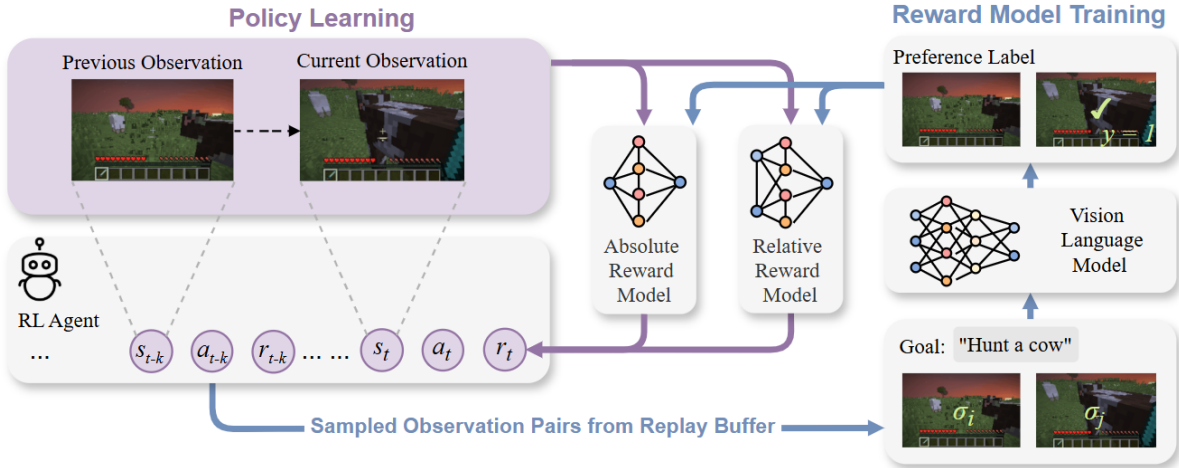 Policy Learning
Previous Observation
Current Observation
RL Agent
...
s_{t-k}
a_{t-k}
r_{t-k}
... ...
s_t
a_t
r_t
Absolute
Reward
Model
Relative
Reward
Model
Reward Model Training
Preference Label
✓
y = 1
Vision
Language
Model
Goal: "Hunt a cow"
σ_i
σ_j
Sampled Observation Pairs from Replay Buffer